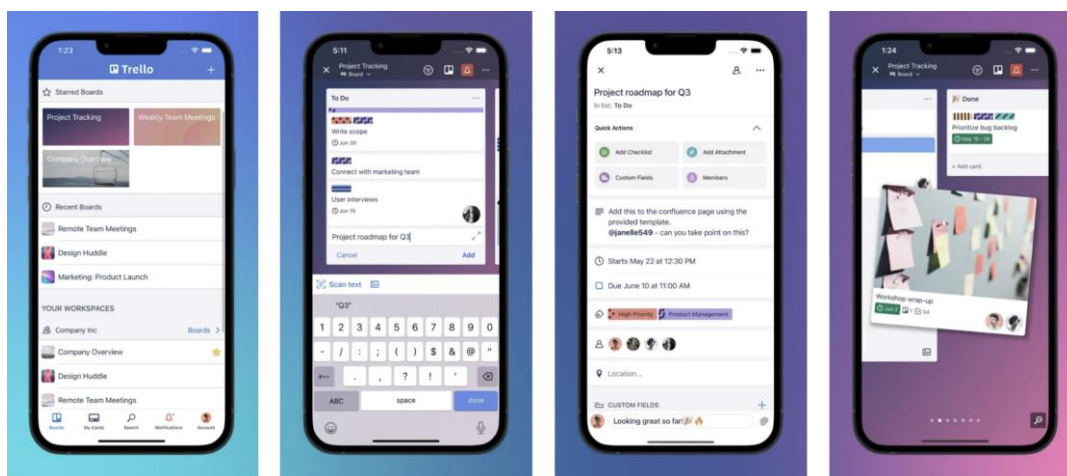 1:23
Trello
Starred Boards
Project Tracking
Weekly Team Meetings
Company Overview
Recent Boards
Remote Team Meetings
Design Huddle
Marketing: Product Launch
YOUR WORKSPACES
Company Inc
Boards >
Company Overview
Design Huddle
Remote Team Meetings
Boards
My Cards
Search
Notifications
Account
5:11
Project Tracking
Board
To Do
Write scope
Jun 30
Connect with marketing team
User interviews
Jun 15
Project roadmap for Q3
Cancel
Add
Scan text
"Q3"
1 2 3 4 5 6 7 8 9 0
- / : ; ( ) $ & @ "
#+= . , ? ! '
ABC
space
done
5:13
Project roadmap for Q3
In list: To Do
Quick Actions
Add Checklist
Add Attachment
Custom Fields
Members
Add this to the confluence page using the
provided template.
@janelle549 - can you take point on this?
Starts May 22 at 12:30 PM
Due June 10 at 11:00 AM
High Priority
Product Management
Location...
CUSTOM FIELDS
Looking great so far!
1:24
Project Tracking
Board
Done
Prioritize bug backlog
May 15 - 26
+ Add card
Workshop wrap-up
Jun 2
1
1/4